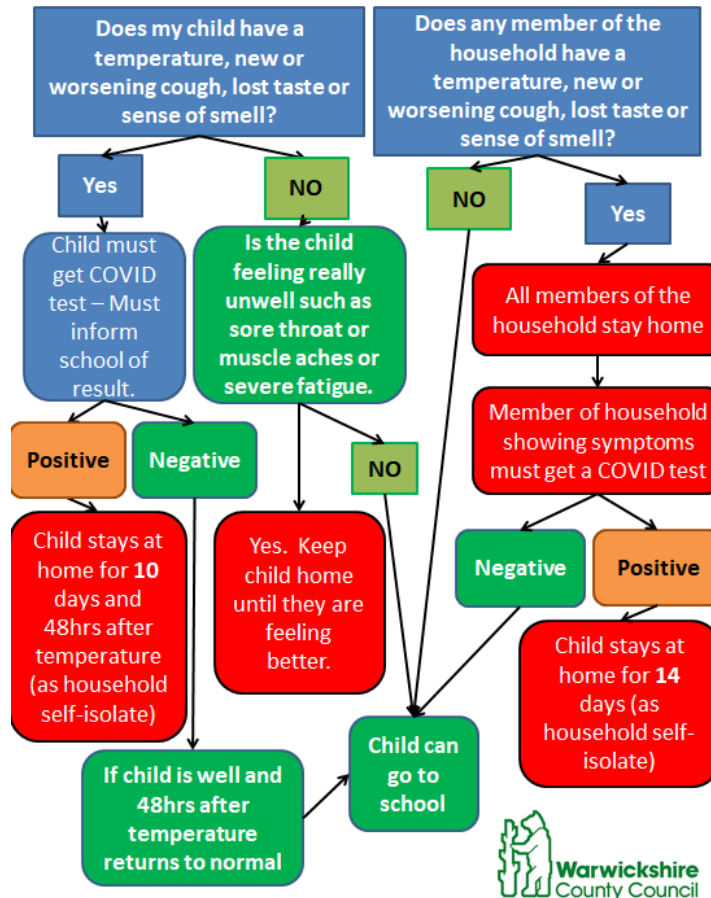 Does my child have a
temperature, new or
worsening cough, lost taste or
sense of smell?
Does any member of the
household have a
temperature, new or
worsening cough, lost taste or
sense of smell?
Yes
NO
NO
Yes
Child must
get COVID
test – Must
inform
school of
result.
Is the child
feeling really
unwell such as
sore throat or
muscle aches or
severe fatigue.
All members of the
household stay home
Member of household
showing symptoms
must get a COVID test
Positive
Negative
NO
Negative
Positive
Child stays at
home for 10
days and
48hrs after
temperature
(as household
self-isolate)
Yes. Keep
child home
until they are
feeling
better.
Child stays at
home for 14
days (as
household self-
isolate)
If child is well and
48hrs after
temperature
returns to normal
Child can
go to
school
Warwickshire
County Council